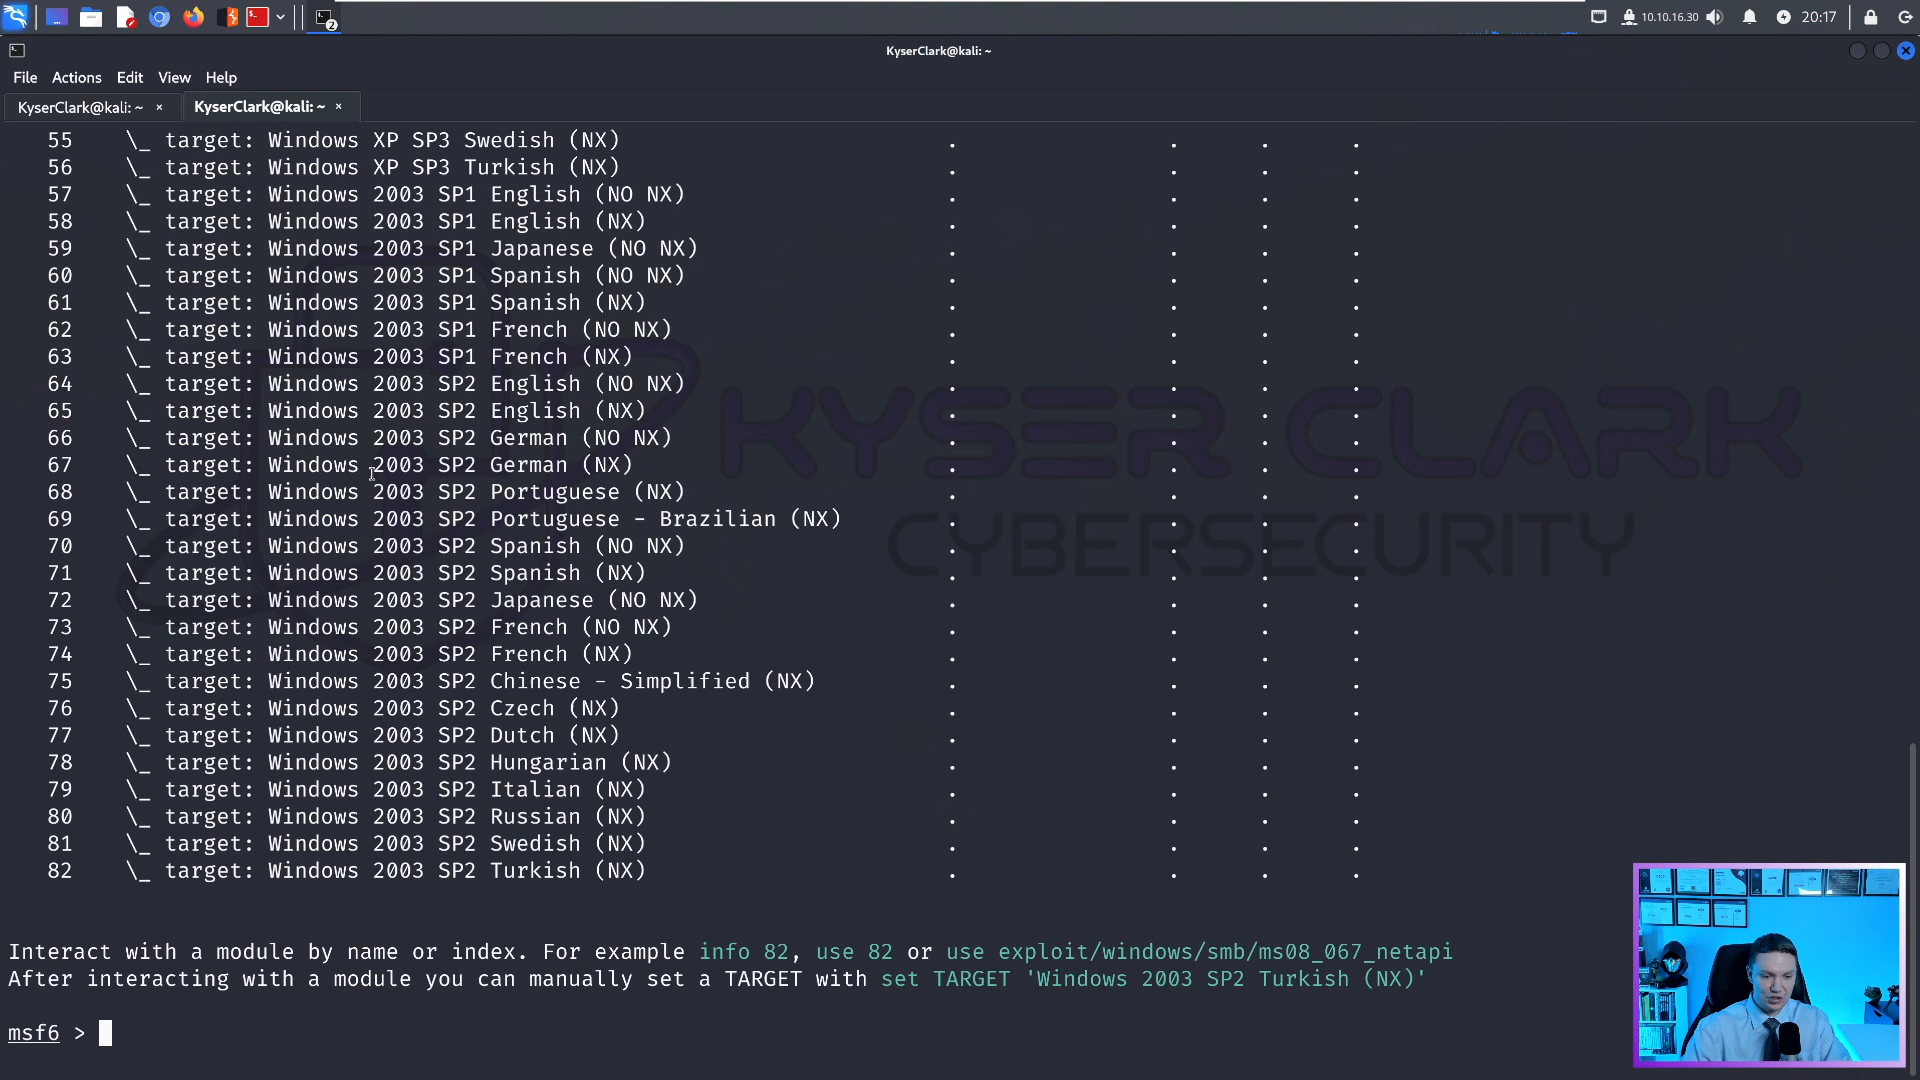 10.10.16.30
20:17
KyserClark@kali: ~
File Actions Edit View Help
KyserClark@kali: ~ × KyserClark@kali: ~ ×
55 \_ target: Windows XP SP3 Swedish (NX) . . . .
56 \_ target: Windows XP SP3 Turkish (NX) . . . .
57 \_ target: Windows 2003 SP1 English (NO NX) . . . .
58 \_ target: Windows 2003 SP1 English (NX) . . . .
59 \_ target: Windows 2003 SP1 Japanese (NO NX) . . . .
60 \_ target: Windows 2003 SP1 Spanish (NO NX) . . . .
61 \_ target: Windows 2003 SP1 Spanish (NX) . . . .
62 \_ target: Windows 2003 SP1 French (NO NX) . . . .
63 \_ target: Windows 2003 SP1 French (NX) . . . .
64 \_ target: Windows 2003 SP2 English (NO NX) . . . .
65 \_ target: Windows 2003 SP2 English (NX) . . . .
66 \_ target: Windows 2003 SP2 German (NO NX) . . . .
67 \_ target: Windows 2003 SP2 German (NX) . . . .
68 \_ target: Windows 2003 SP2 Portuguese (NX) . . . .
69 \_ target: Windows 2003 SP2 Portuguese - Brazilian (NX) . . . .
70 \_ target: Windows 2003 SP2 Spanish (NO NX) . . . .
71 \_ target: Windows 2003 SP2 Spanish (NX) . . . .
72 \_ target: Windows 2003 SP2 Japanese (NO NX) . . . .
73 \_ target: Windows 2003 SP2 French (NO NX) . . . .
74 \_ target: Windows 2003 SP2 French (NX) . . . .
75 \_ target: Windows 2003 SP2 Chinese - Simplified (NX) . . . .
76 \_ target: Windows 2003 SP2 Czech (NX) . . . .
77 \_ target: Windows 2003 SP2 Dutch (NX) . . . .
78 \_ target: Windows 2003 SP2 Hungarian (NX) . . . .
79 \_ target: Windows 2003 SP2 Italian (NX) . . . .
80 \_ target: Windows 2003 SP2 Russian (NX) . . . .
81 \_ target: Windows 2003 SP2 Swedish (NX) . . . .
82 \_ target: Windows 2003 SP2 Turkish (NX) . . . .
KYSER CLARK
CYBERSECURITY
Interact with a module by name or index. For example info 82, use 82 or use exploit/windows/smb/ms08_067_netapi
After interacting with a module you can manually set a TARGET with set TARGET 'Windows 2003 SP2 Turkish (NX)'
msf6 >